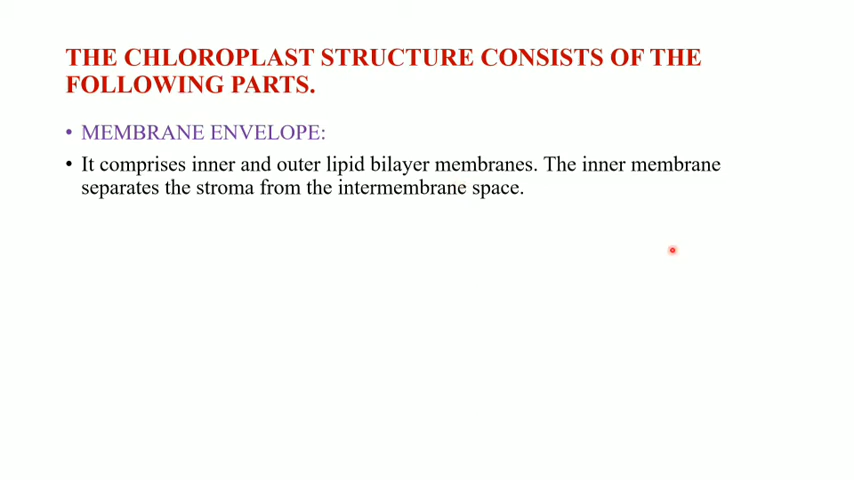 THE CHLOROPLAST STRUCTURE CONSISTS OF THE
FOLLOWING PARTS.
• MEMBRANE ENVELOPE:
• It comprises inner and outer lipid bilayer membranes. The inner membrane
separates the stroma from the intermembrane space.